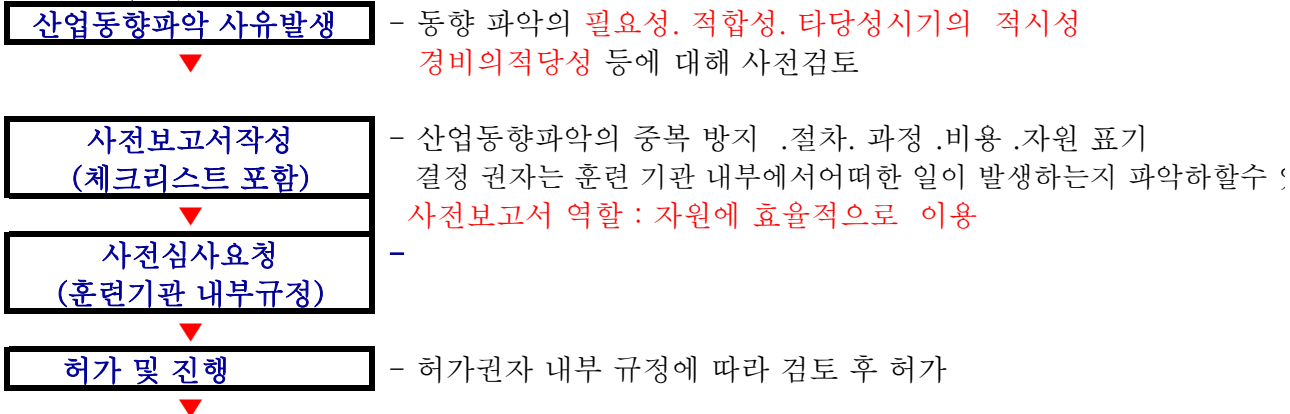 산업동향파악 사유발생 - 동향 파악의 필요성. 적합성. 타당성시기의 적시성
▼ 경비의적당성 등에 대해 사전검토
사전보고서작성 - 산업동향파악의 중복 방지 .절차. 과정 .비용 .자원 표기
(체크리스트 포함) 결정 권자는 훈련 기관 내부에서어떠한 일이 발생하는지 파악하할수
▼ 사전보고서 역할 : 자원에 효율적으로 이용
사전심사요청 -
(훈련기관 내부규정)
▼
허가 및 진행 - 허가권자 내부 규정에 따라 검토 후 허가
▼